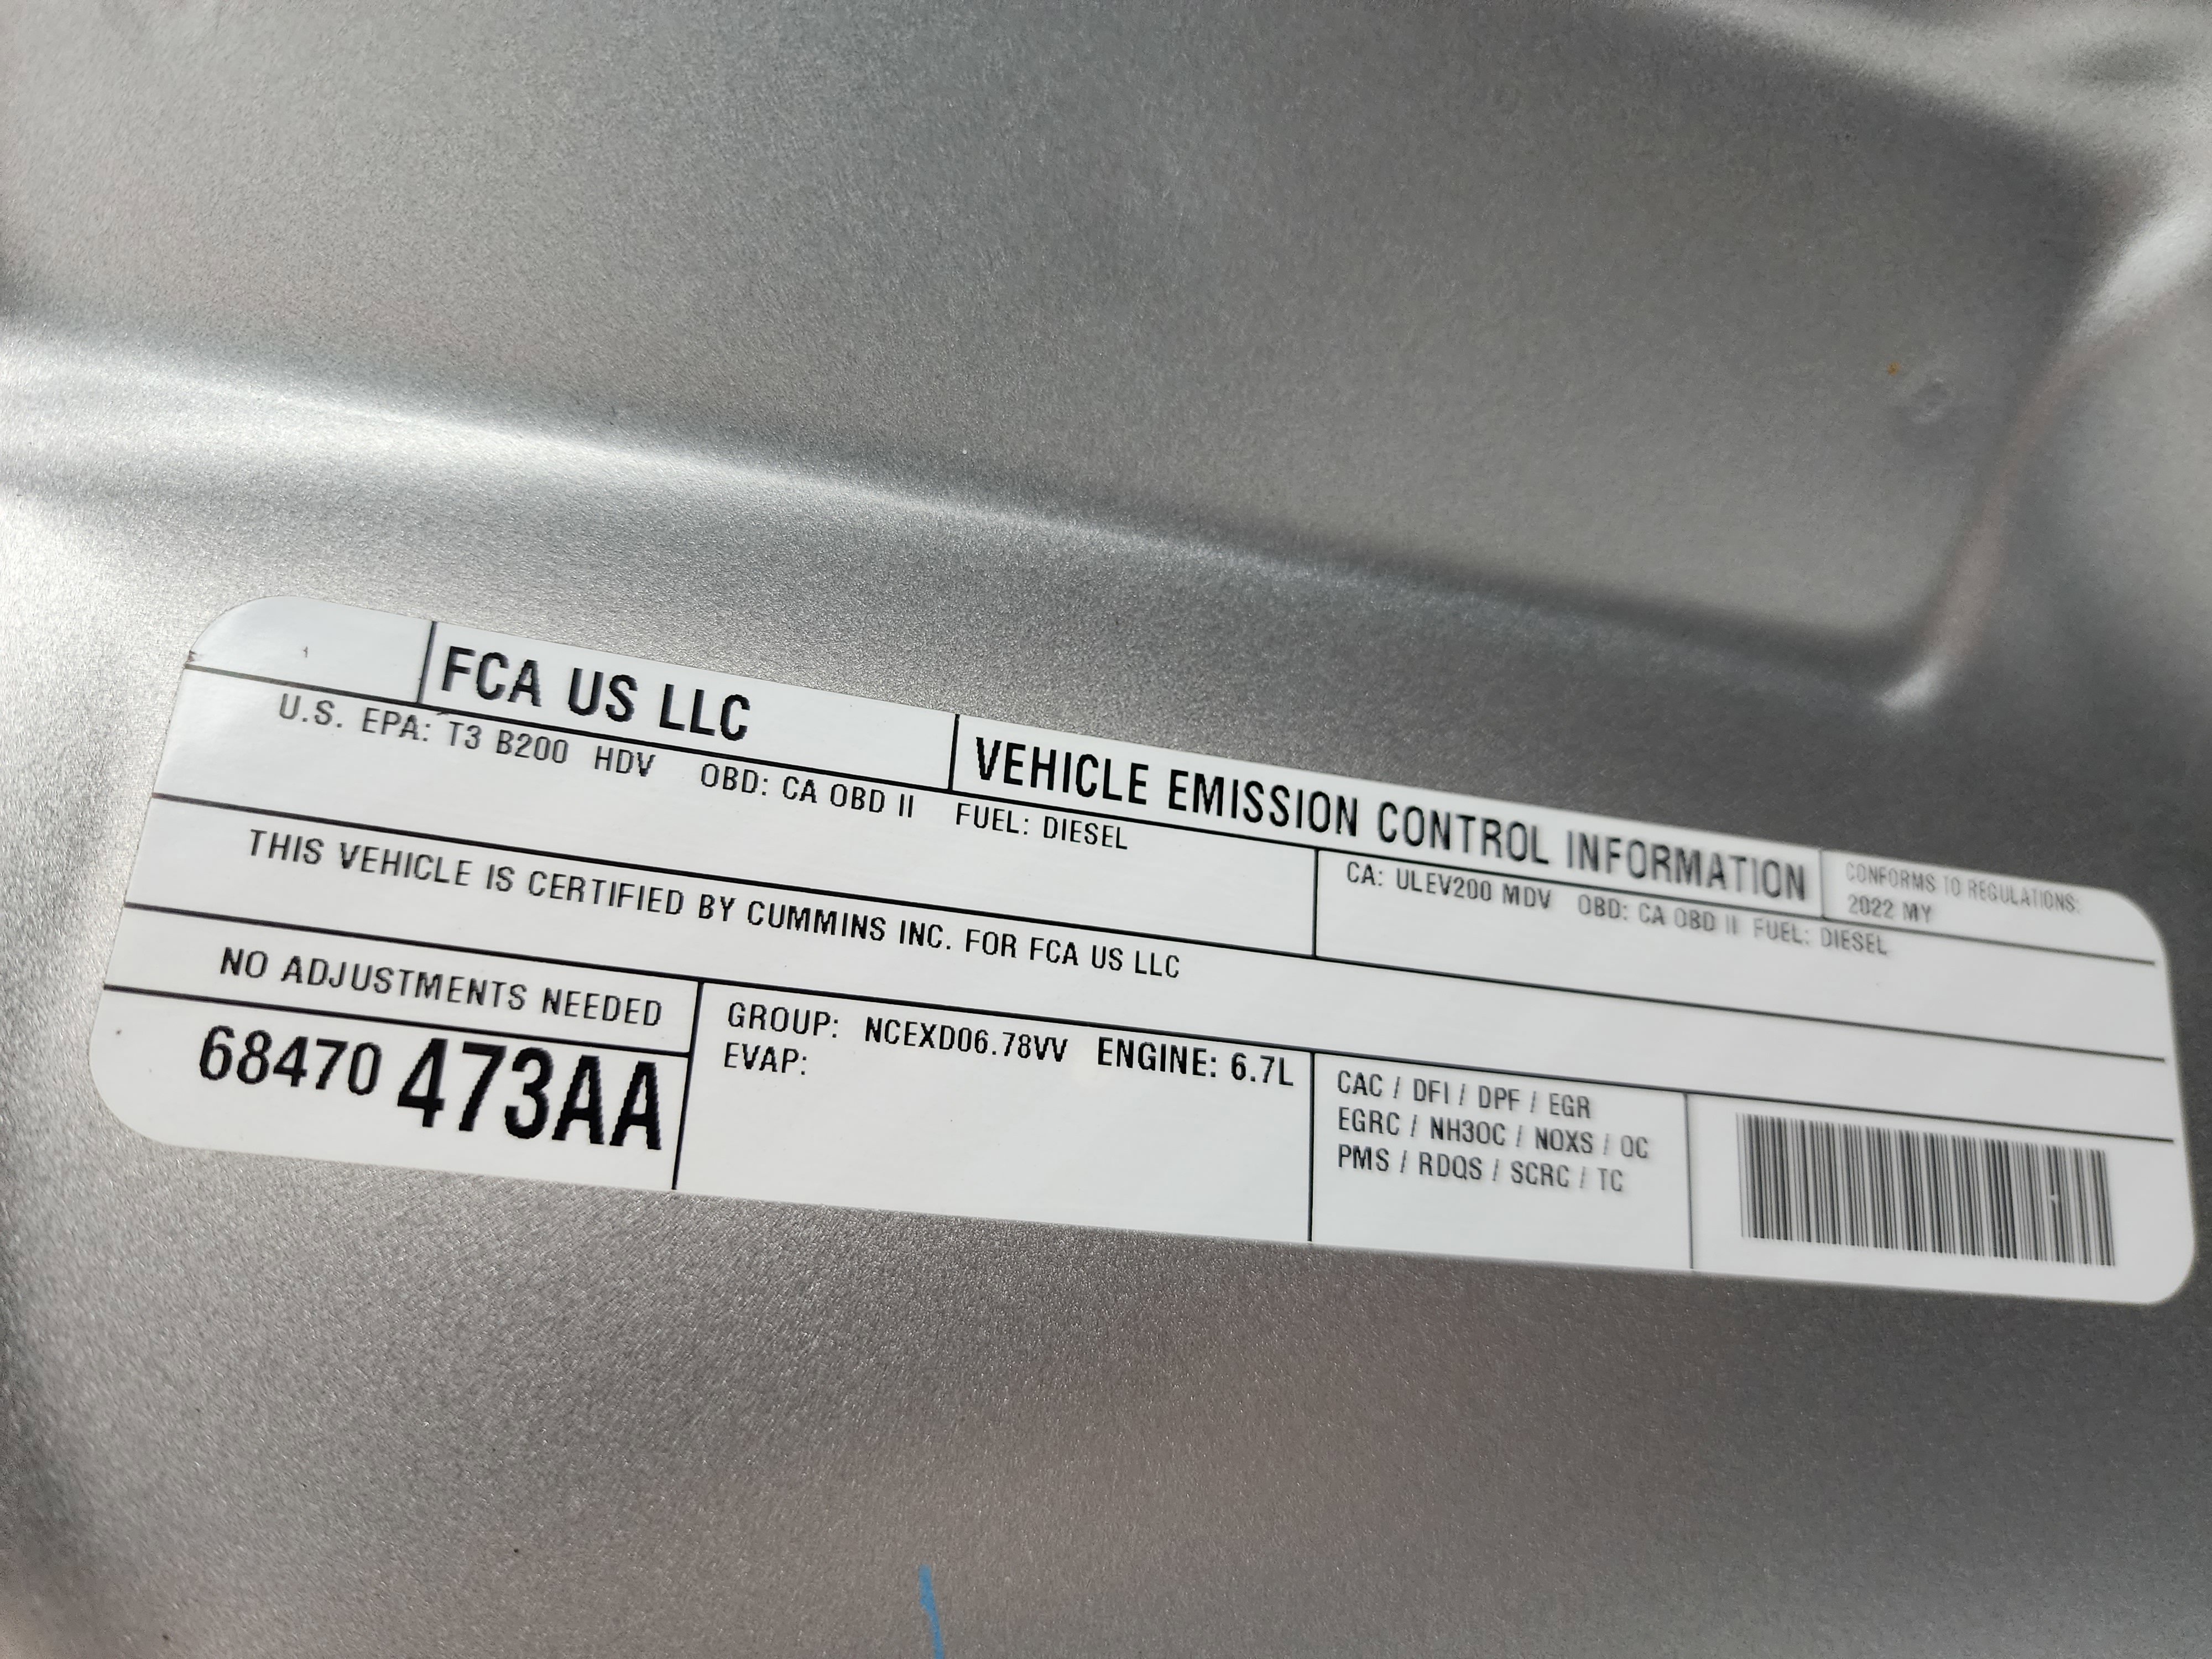 FCA US LLC
VEHICLE EMISSION CONTROL INFORMATION
CONFORMS TO REGULATIONS:
2022 MY
U.S. EPA: T3 B200 HDV OBD: CA OBD II FUEL: DIESEL
CA: ULEV200 MDV OBD: CA OBD II FUEL: DIESEL
THIS VEHICLE IS CERTIFIED BY CUMMINS INC. FOR FCA US LLC
NO ADJUSTMENTS NEEDED
68470 473AA
GROUP: NCEXD06.78VV ENGINE: 6.7L
EVAP:
CAC / DFI / DPF / EGR
EGRC / NH3OC / NOXS / OC
PMS / RDQS / SCRC / TC